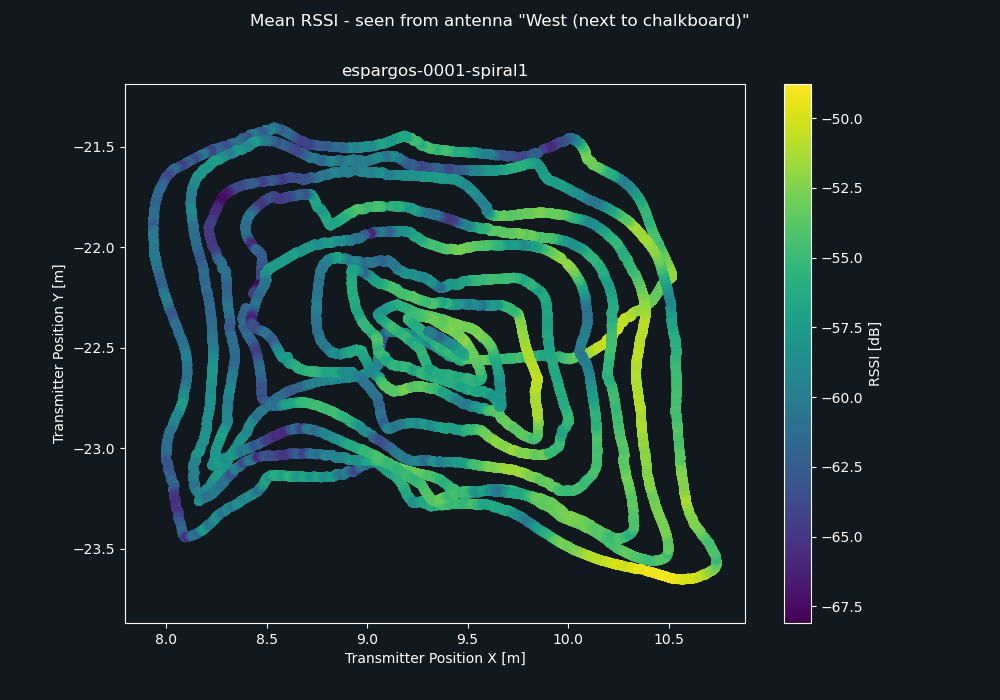 Mean RSSI - seen from antenna "West (next to chalkboard)"
espargos-0001-spiral1
−21.5
−22.0
−22.5
−23.0
−23.5
Transmitter Position Y [m]
8.0 8.5 9.0 9.5 10.0 10.5
Transmitter Position X [m]
−50.0
−52.5
−55.0
−57.5
−60.0
−62.5
−65.0
−67.5
RSSI [dB]